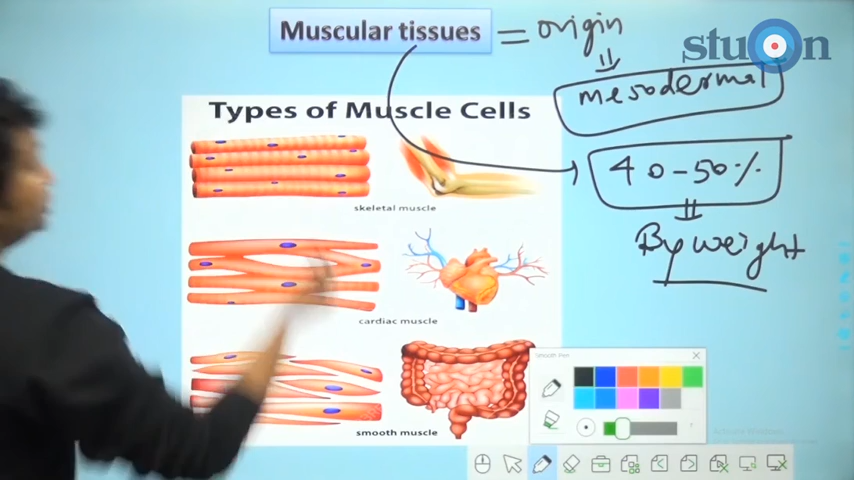 Muscular tissues = origin
stuon
mesodermal
Types of Muscle Cells
40-50%
skeletal muscle
By weight
cardiac muscle
Smooth Pen
smooth muscle